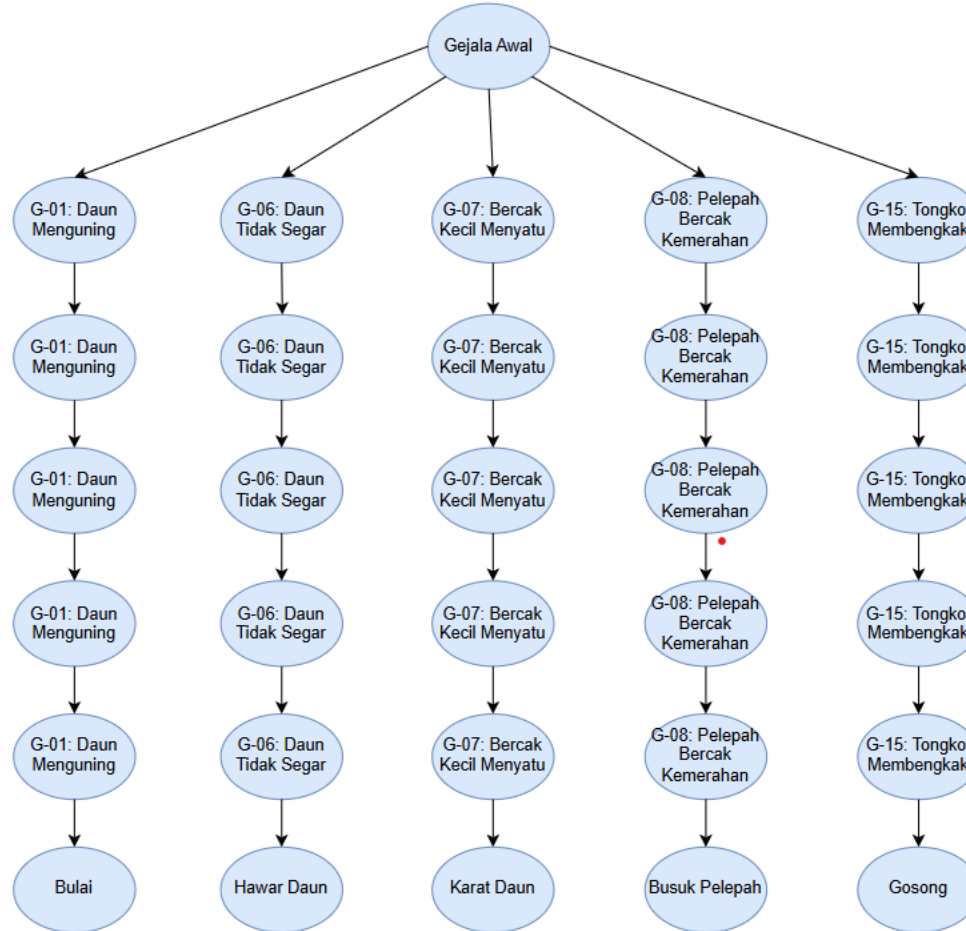 Gejala Awal
G-01: Daun
Menguning
G-06: Daun
Tidak Segar
G-07: Bercak
Kecil Menyatu
G-08: Pelepah
Bercak
Kemerahan
G-15: Tongko
Membengkak
G-01: Daun
Menguning
G-06: Daun
Tidak Segar
G-07: Bercak
Kecil Menyatu
G-08: Pelepah
Bercak
Kemerahan
G-15: Tongko
Membengkak
G-01: Daun
Menguning
G-06: Daun
Tidak Segar
G-07: Bercak
Kecil Menyatu
G-08: Pelepah
Bercak
Kemerahan
G-15: Tongko
Membengkak
G-01: Daun
Menguning
G-06: Daun
Tidak Segar
G-07: Bercak
Kecil Menyatu
G-08: Pelepah
Bercak
Kemerahan
G-15: Tongko
Membengkak
G-01: Daun
Menguning
G-06: Daun
Tidak Segar
G-07: Bercak
Kecil Menyatu
G-08: Pelepah
Bercak
Kemerahan
G-15: Tongko
Membengkak
Bulai
Hawar Daun
Karat Daun
Busuk Pelepah
Gosong